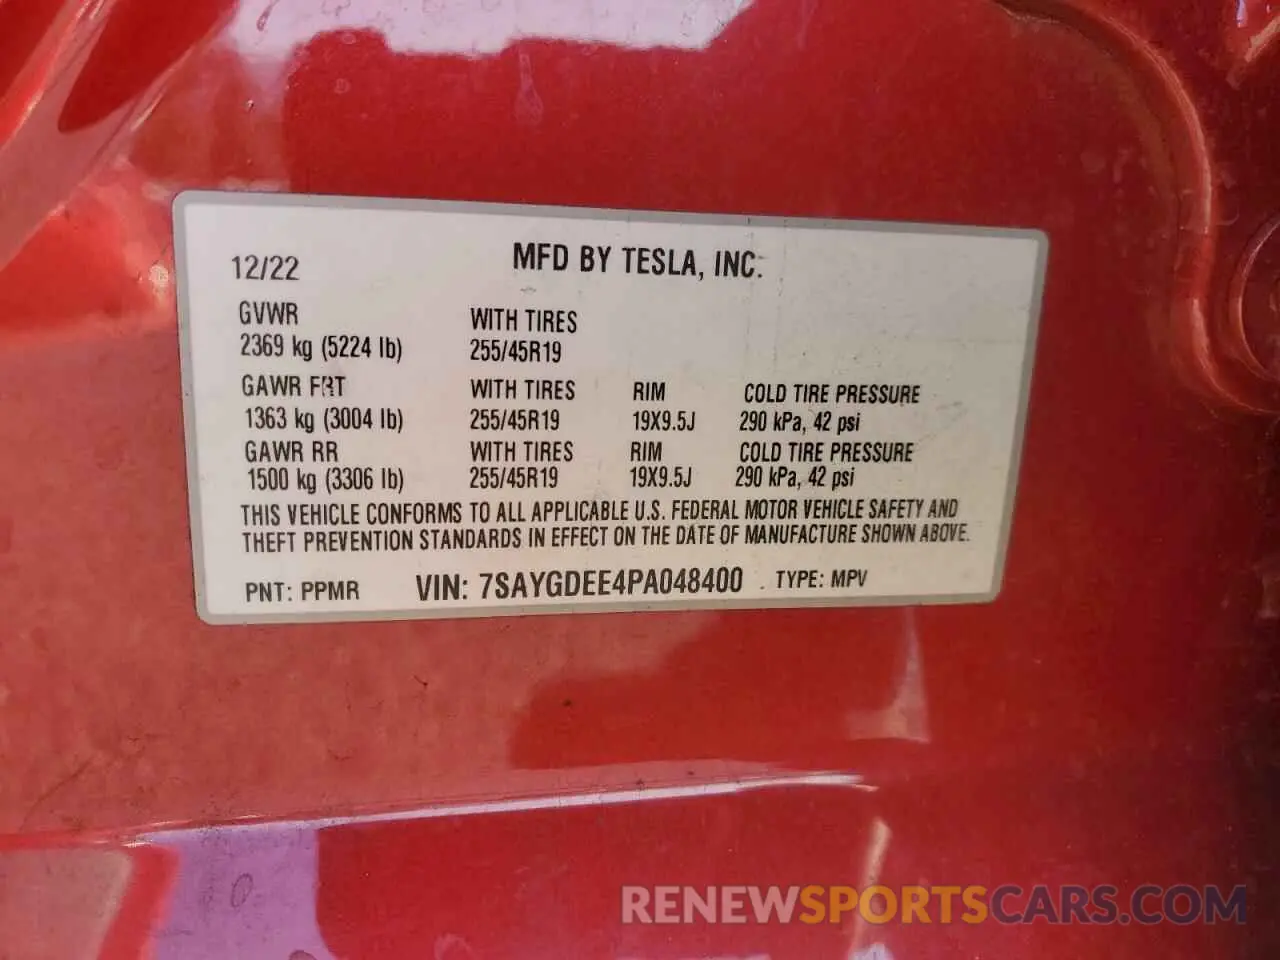 12/22 MFD BY TESLA, INC.
GVWR WITH TIRES
2369 kg (5224 lb) 255/45R19
GAWR FRT WITH TIRES RIM COLD TIRE PRESSURE
1363 kg (3004 lb) 255/45R19 19X9.5J 290 kPa, 42 psi
GAWR RR WITH TIRES RIM COLD TIRE PRESSURE
1500 kg (3306 lb) 255/45R19 19X9.5J 290 kPa, 42 psi
THIS VEHICLE CONFORMS TO ALL APPLICABLE U.S. FEDERAL MOTOR VEHICLE SAFETY AND
THEFT PREVENTION STANDARDS IN EFFECT ON THE DATE OF MANUFACTURE SHOWN ABOVE.
PNT: PPMR VIN: 7SAYGDEE4PA048400 TYPE: MPV
RENEWSPORTSCARS.COM